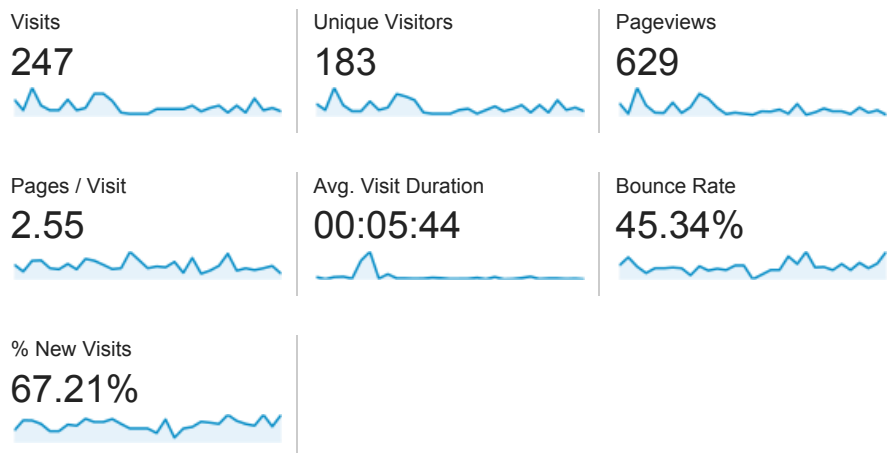 Visits
247
Unique Visitors
183
Pageviews
629
Pages / Visit
2.55
Avg. Visit Duration
00:05:44
Bounce Rate
45.34%
% New Visits
67.21%